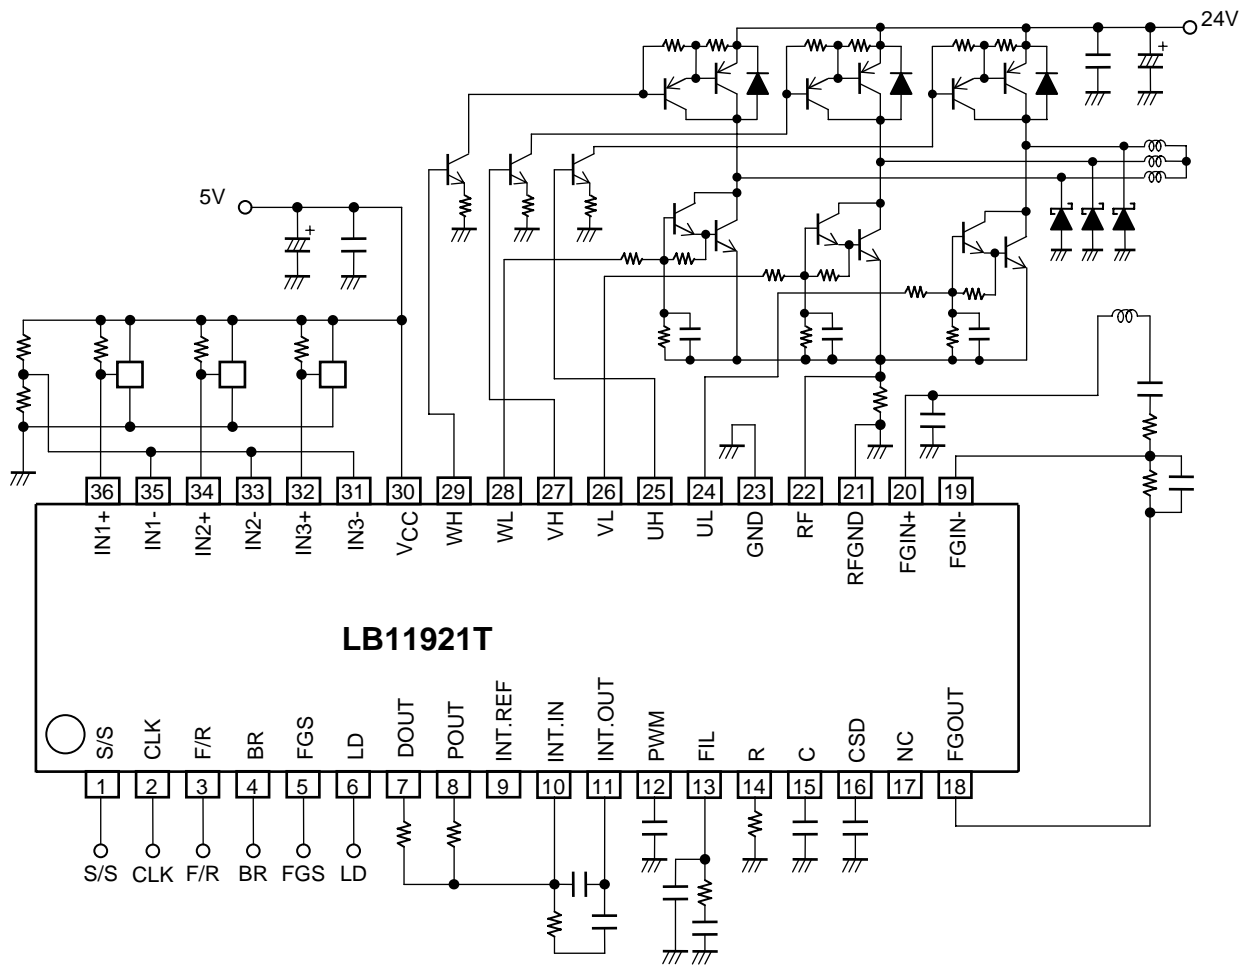 24V
+
5V
+
36 35 34 33 32 31 30 29 28 27 26 25 24 23 22 21 20 19
IN1+ IN1- IN2+ IN2- IN3+ IN3- VCC WH WL VH VL UH UL GND RF RFGND FGIN+ FGIN-
LB11921T
S/S CLK F/R BR FGS LD DOUT POUT INT.REF INT.IN INT.OUT PWM FIL R C CSD NC FGOUT
1 2 3 4 5 6 7 8 9 10 11 12 13 14 15 16 17 18
S/S CLK F/R BR FGS LD